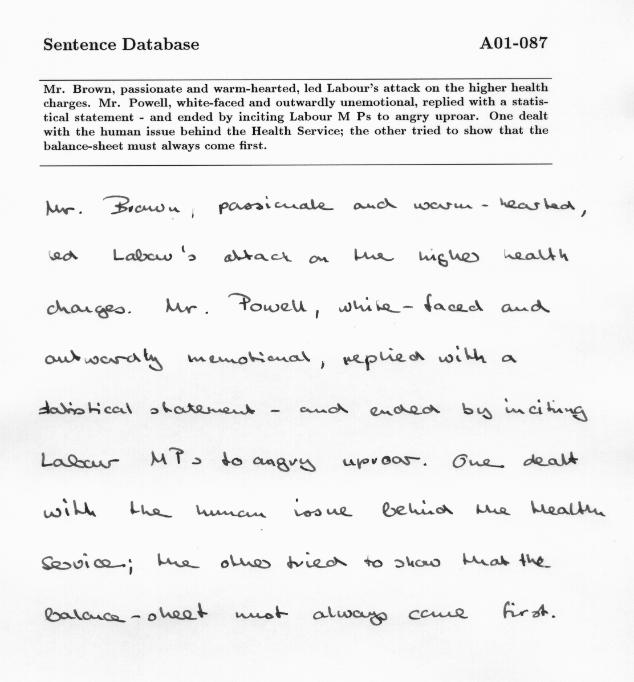 Sentence Database A01-087
Mr. Brown, passionate and warm-hearted, led Labour's attack on the higher health
charges. Mr. Powell, white-faced and outwardly unemotional, replied with a statis-
tical statement - and ended by inciting Labour M Ps to angry uproar. One dealt
with the human issue behind the Health Service; the other tried to show that the
balance-sheet must always come first.
Mr. Brown, passionate and warm-hearted,
led Labour's attack on the higher health
charges. Mr. Powell, white-faced and
outwardly unemotional, replied with a
statistical statement - and ended by inciting
Labour MPs to angry uproar. One dealt
with the human issue behind the Health
Service; the other tried to show that the
balance-sheet must always come first.